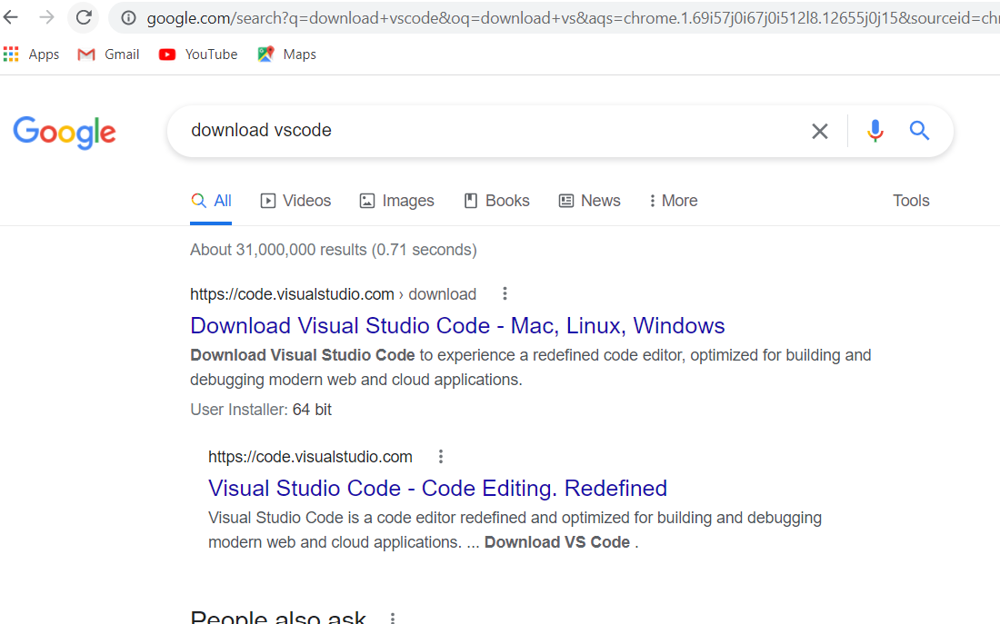 google.com/search?q=download+vscode&oq=download+vs&aqs=chrome.1.69i57j0i67j0i512l8.12655j0j15&sourceid=chr
Apps Gmail YouTube Maps
Google download vscode
All Videos Images Books News More Tools
About 31,000,000 results (0.71 seconds)
https://code.visualstudio.com › download
Download Visual Studio Code - Mac, Linux, Windows
Download Visual Studio Code to experience a redefined code editor, optimized for building and
debugging modern web and cloud applications.
User Installer: 64 bit
https://code.visualstudio.com
Visual Studio Code - Code Editing. Redefined
Visual Studio Code is a code editor redefined and optimized for building and debugging
modern web and cloud applications. ... Download VS Code .
People also ask